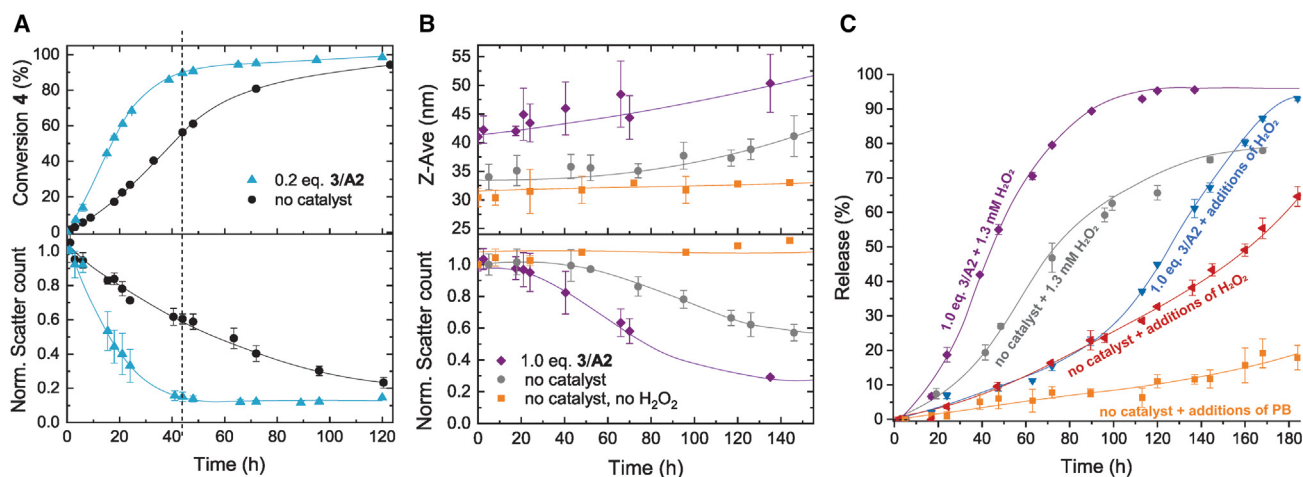 A
Conversion 4 (%)
100
80
60
40
20
0
0.2 eq. 3/A2
no catalyst
Norm. Scatter count
1.0
0.8
0.6
0.4
0.2
0.0
0 20 40 60 80 100 120
Time (h)
B
Z-Ave (nm)
55
50
45
40
35
30
25
Norm. Scatter count
1.0
0.8
0.6
0.4
0.2
0.0
1.0 eq. 3/A2
no catalyst
no catalyst, no H₂O₂
0 20 40 60 80 100 120 140
Time (h)
C
Release (%)
100
90
80
70
60
50
40
30
20
10
0
1.0 eq. 3/A2 + 1.3 mM H₂O₂
no catalyst + 1.3 mM H₂O₂
1.0 eq. 3/A2 + additions of H₂O₂
no catalyst + additions of H₂O₂
no catalyst + additions of PB
0 20 40 60 80 100 120 140 160 180
Time (h)